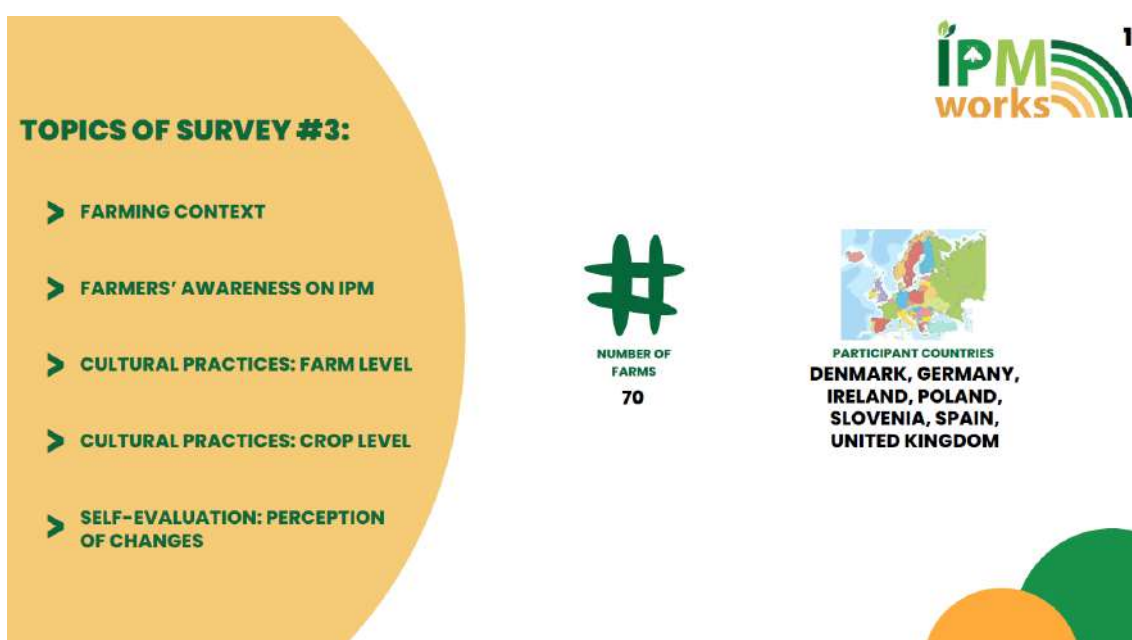 IPM
works
1
TOPICS OF SURVEY #3:
> FARMING CONTEXT
> FARMERS' AWARENESS ON IPM
> CULTURAL PRACTICES: FARM LEVEL
> CULTURAL PRACTICES: CROP LEVEL
> SELF-EVALUATION: PERCEPTION
OF CHANGES
#
NUMBER OF
FARMS
70
PARTICIPANT COUNTRIES
DENMARK, GERMANY,
IRELAND, POLAND,
SLOVENIA, SPAIN,
UNITED KINGDOM